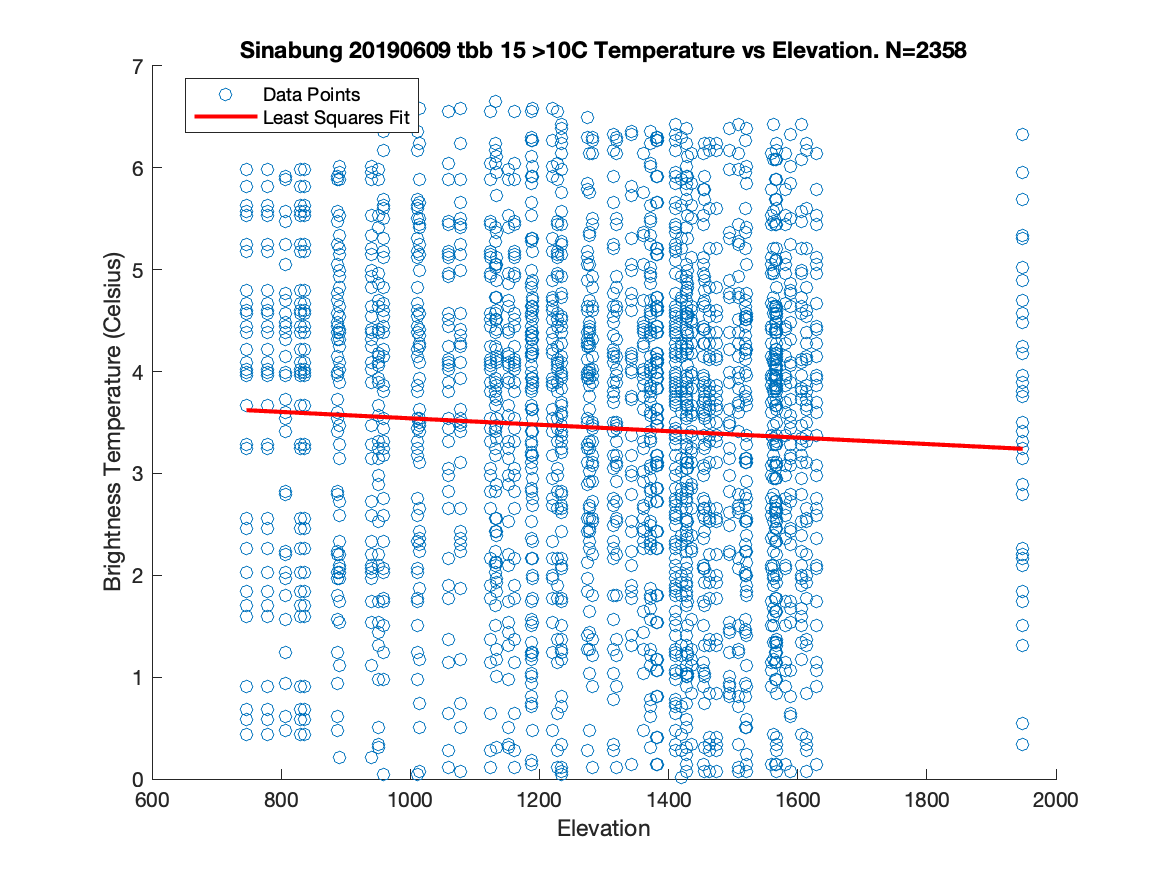 Sinabung 20190609 tbb 15 >10C Temperature vs Elevation. N=2358
Data Points
Least Squares Fit
7
6
5
4
3
2
1
0
Brightness Temperature (Celsius)
600 800 1000 1200 1400 1600 1800 2000
Elevation